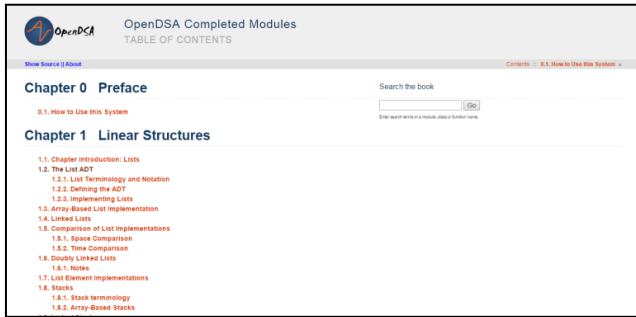 OpenDSA
OpenDSA Completed Modules
TABLE OF CONTENTS
Show Source || About
Contents :: 0.1. How to Use this System »
Chapter 0 Preface
0.1. How to Use this System
Search the book
Go
Enter search terms or a module, class or function name.
Chapter 1 Linear Structures
1.1. Chapter Introduction: Lists
1.2. The List ADT
1.2.1. List Terminology and Notation
1.2.2. Defining the ADT
1.2.3. Implementing Lists
1.3. Array-Based List Implementation
1.4. Linked Lists
1.5. Comparison of List Implementations
1.5.1. Space Comparison
1.5.2. Time Comparison
1.6. Doubly Linked Lists
1.6.1. Notes
1.7. List Element Implementations
1.8. Stacks
1.8.1. Stack terminology
1.8.2. Array-Based Stacks